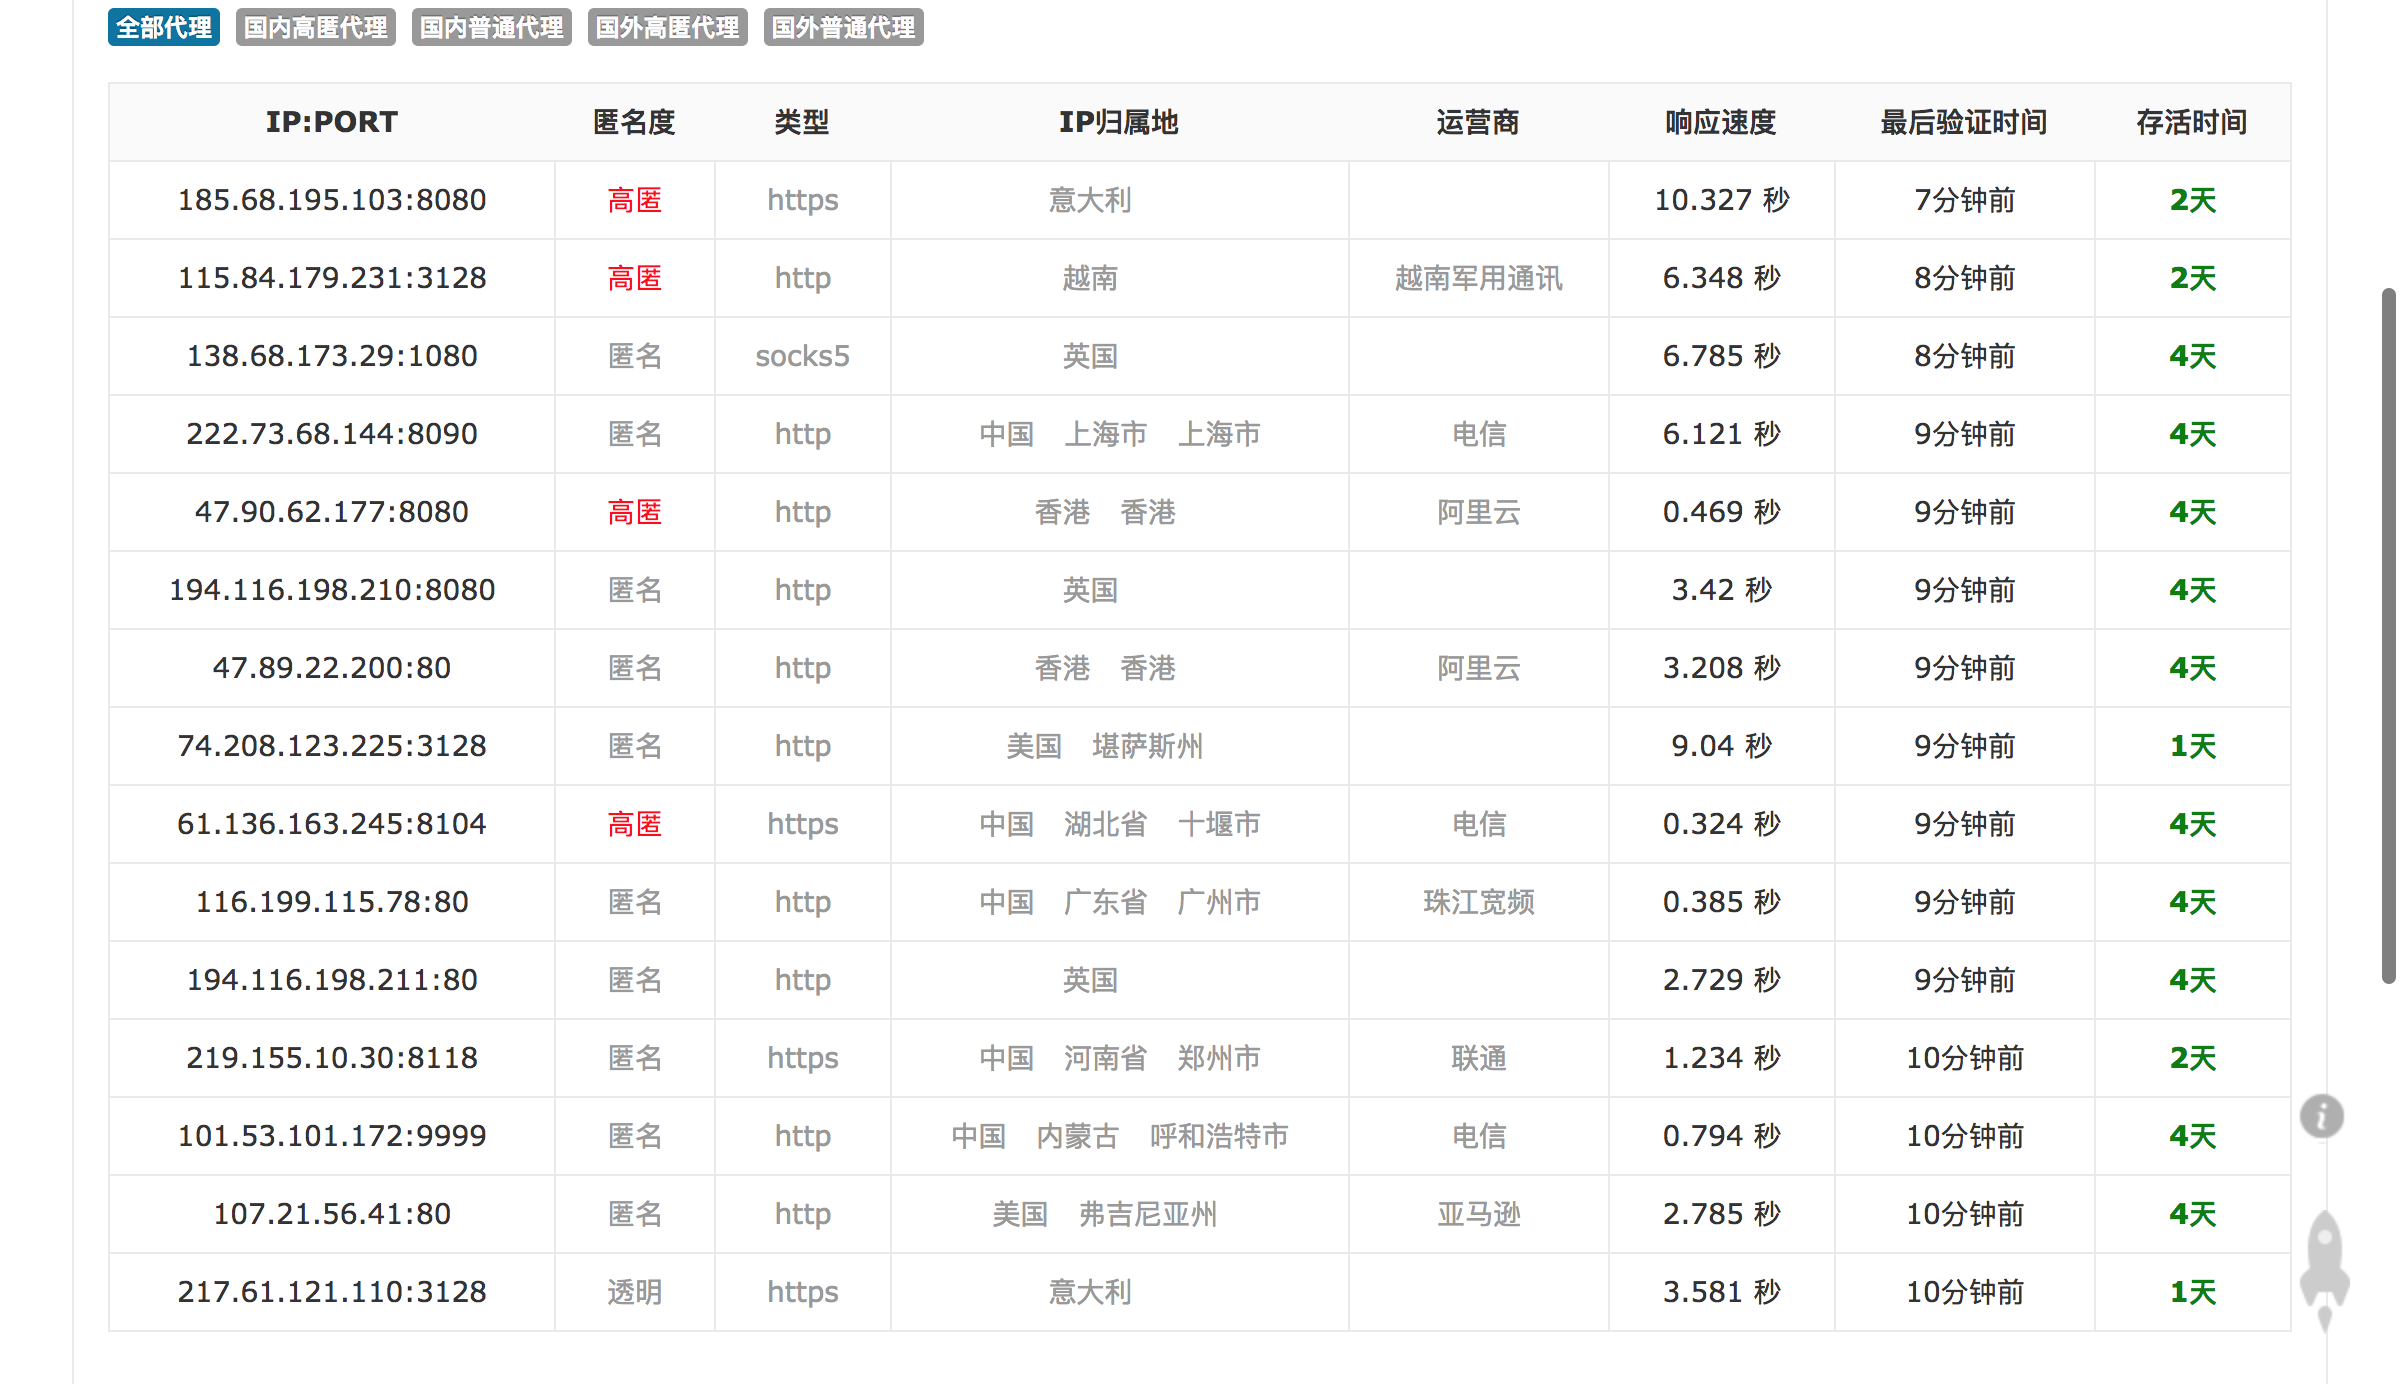 全部代理 国内高匿代理 国内普通代理 国外高匿代理 国外普通代理
IP:PORT 匿名度 类型 IP归属地 运营商 响应速度 最后验证时间 存活时间
185.68.195.103:8080 高匿 https 意大利 10.327 秒 7分钟前 2天
115.84.179.231:3128 高匿 http 越南 越南军用通讯 6.348 秒 8分钟前 2天
138.68.173.29:1080 匿名 socks5 英国 6.785 秒 8分钟前 4天
222.73.68.144:8090 匿名 http 中国 上海市 上海市 电信 6.121 秒 9分钟前 4天
47.90.62.177:8080 高匿 http 香港 香港 阿里云 0.469 秒 9分钟前 4天
194.116.198.210:8080 匿名 http 英国 3.42 秒 9分钟前 4天
47.89.22.200:80 匿名 http 香港 香港 阿里云 3.208 秒 9分钟前 4天
74.208.123.225:3128 匿名 http 美国 堪萨斯州 9.04 秒 9分钟前 1天
61.136.163.245:8104 高匿 https 中国 湖北省 十堰市 电信 0.324 秒 9分钟前 4天
116.199.115.78:80 匿名 http 中国 广东省 广州市 珠江宽频 0.385 秒 9分钟前 4天
194.116.198.211:80 匿名 http 英国 2.729 秒 9分钟前 4天
219.155.10.30:8118 匿名 https 中国 河南省 郑州市 联通 1.234 秒 10分钟前 2天
101.53.101.172:9999 匿名 http 中国 内蒙古 呼和浩特市 电信 0.794 秒 10分钟前 4天
107.21.56.41:80 匿名 http 美国 弗吉尼亚州 亚马逊 2.785 秒 10分钟前 4天
217.61.121.110:3128 透明 https 意大利 3.581 秒 10分钟前 1天